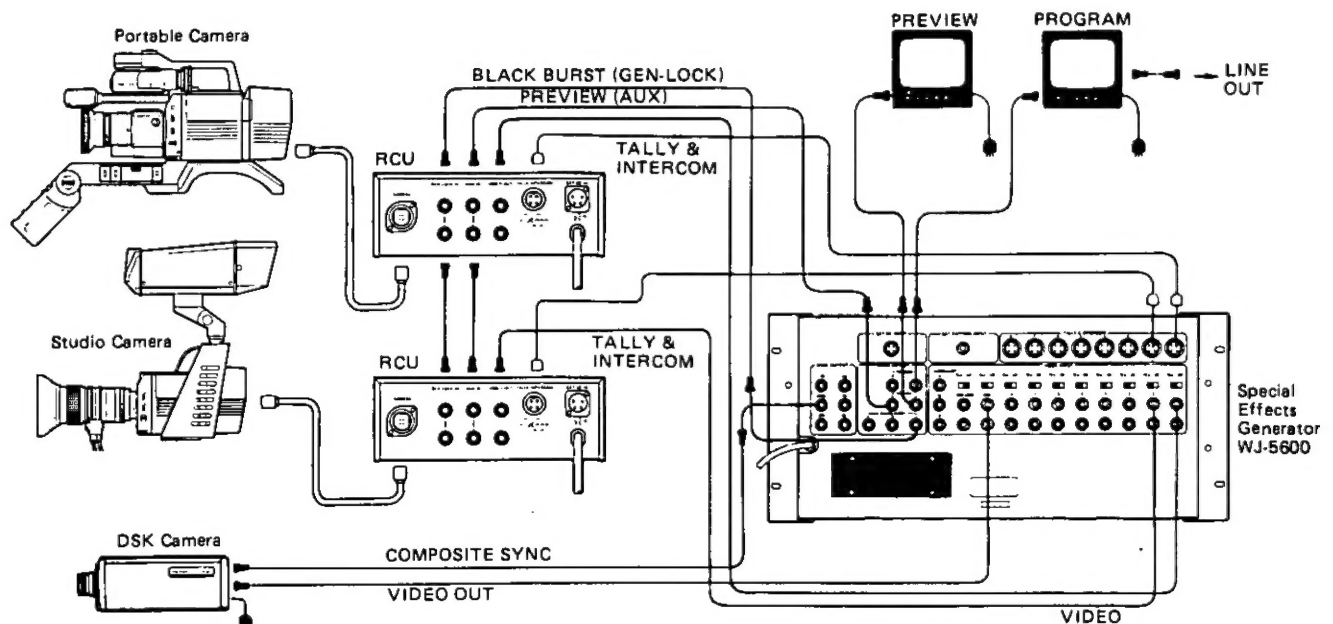 PREVIEW
PROGRAM
Portable Camera
BLACK BURST (GEN-LOCK)
PREVIEW (AUX)
LINE
OUT
RCU
TALLY &
INTERCOM
Studio Camera
RCU
TALLY &
INTERCOM
Special
Effects
Generator
WJ-5600
DSK Camera
COMPOSITE SYNC
VIDEO OUT
VIDEO